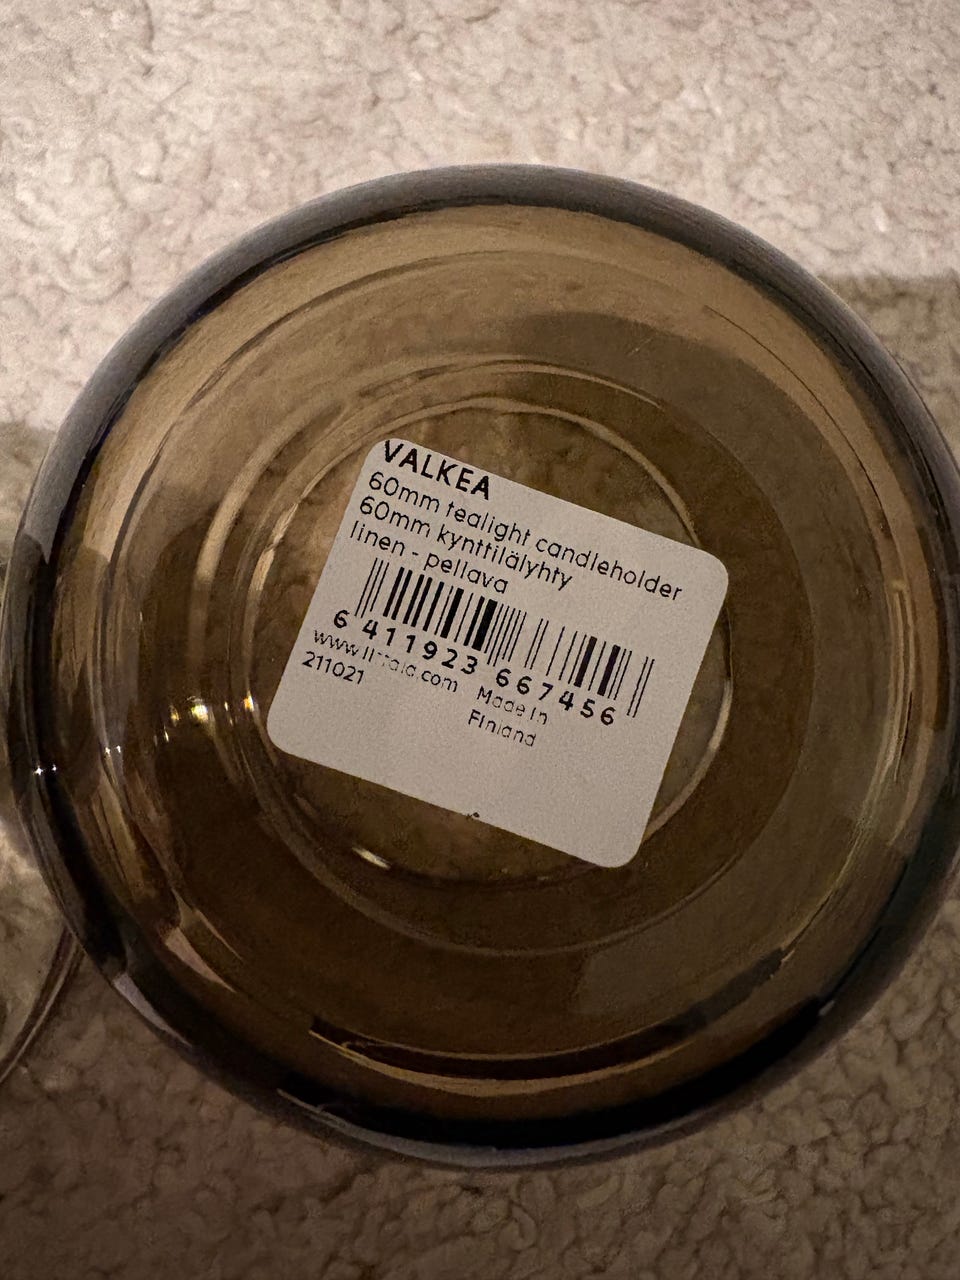 VALKEA
60mm tealight candleholder
60mm kynttilälyhty
linen - pellava
6 411923 667456
www.iittala.com Made in
211021 Finland